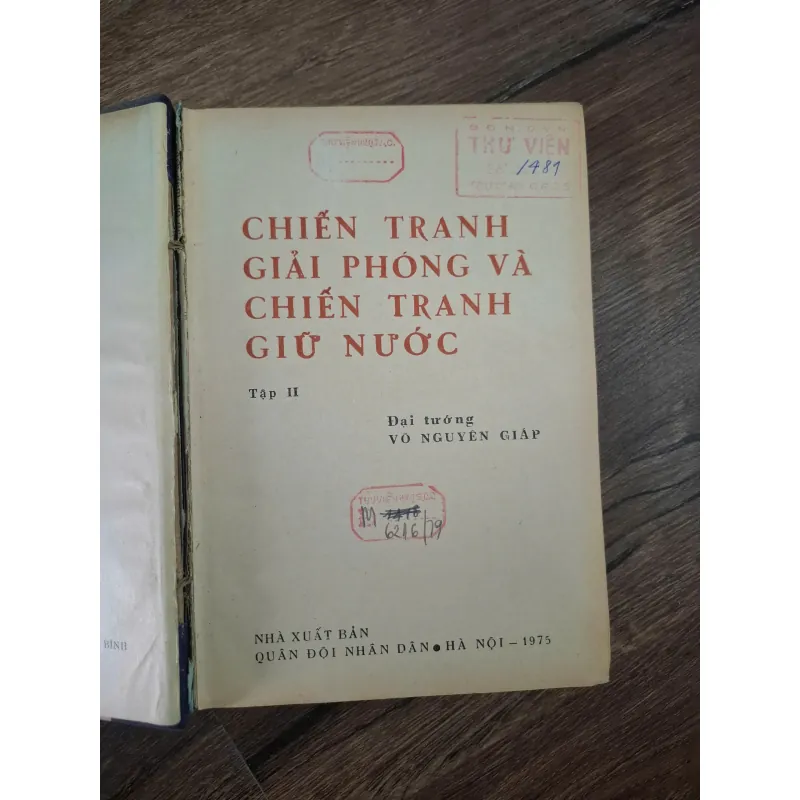 THƯ VIỆN
1481
CHIẾN TRANH
GIẢI PHÓNG VÀ
CHIẾN TRANH
GIỮ NƯỚC
Tập II
Đại tướng
VÕ NGUYÊN GIÁP
M
6216/79
NHÀ XUẤT BẢN
QUÂN ĐỘI NHÂN DÂN • HÀ NỘI — 1975
BÌNH